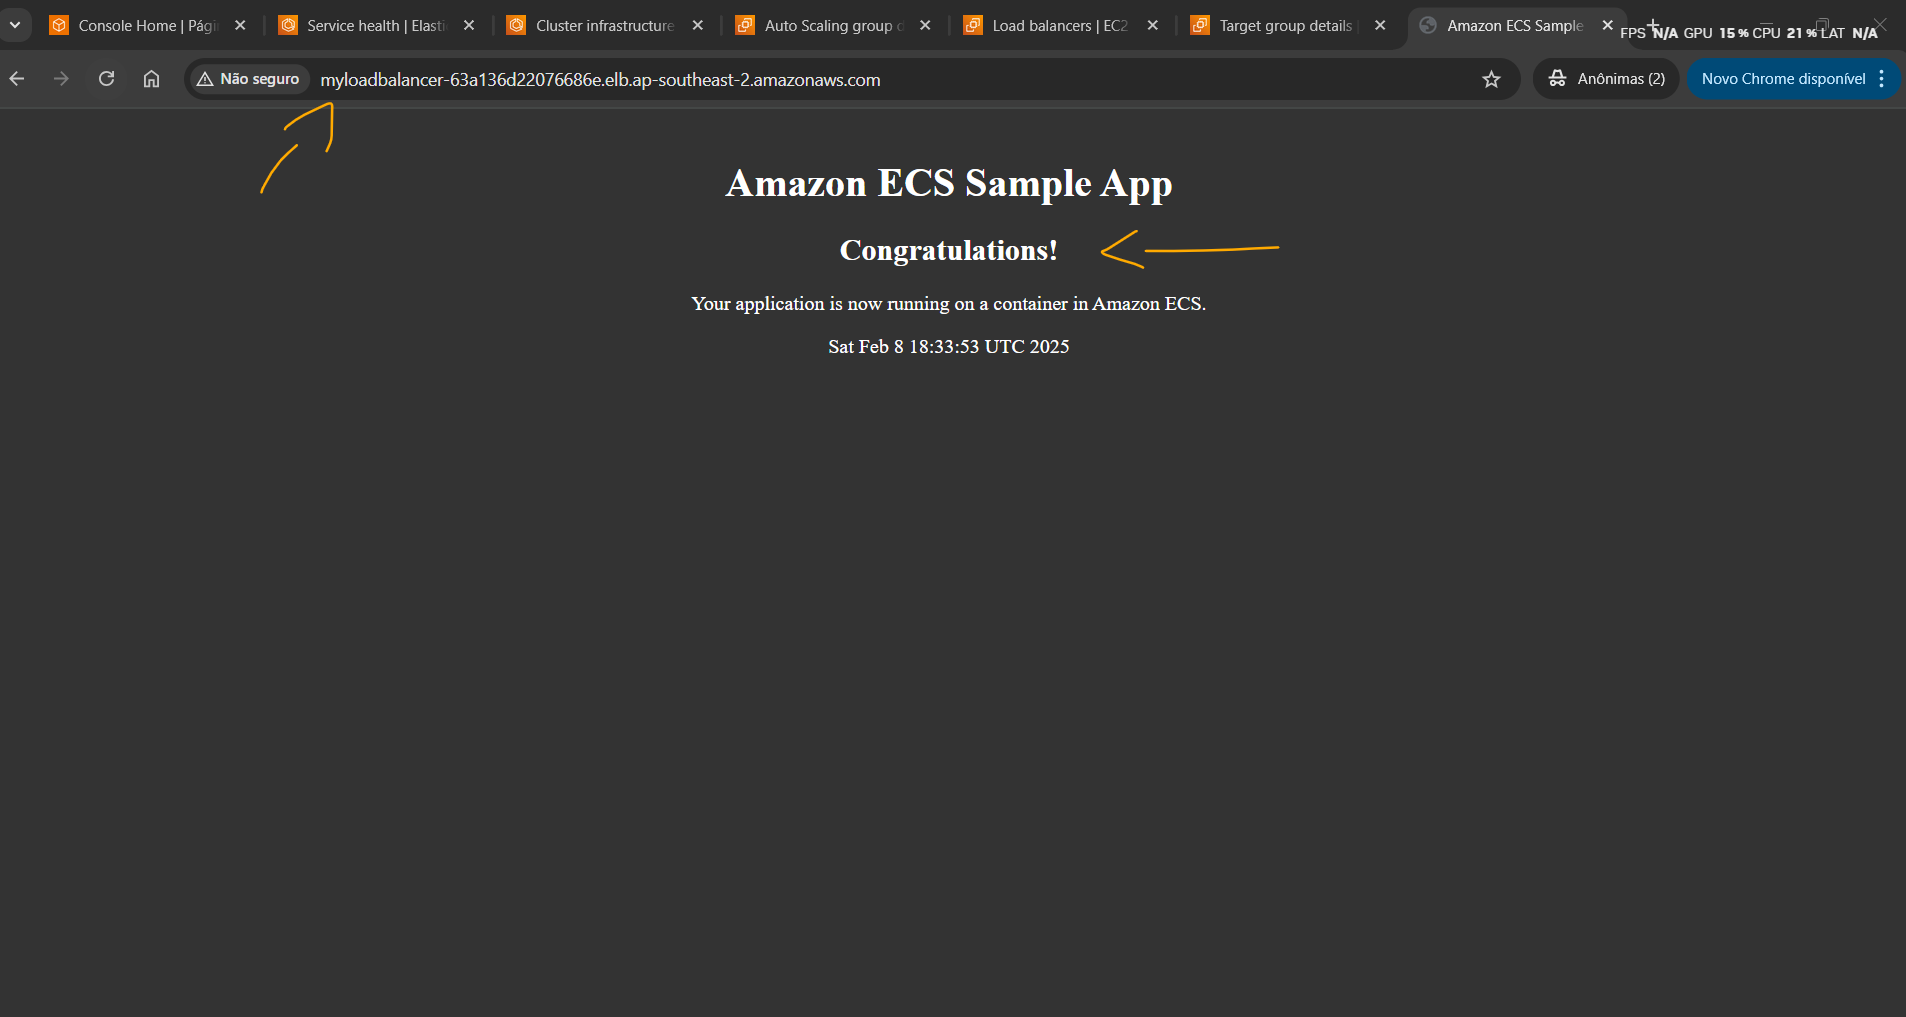 Console Home | Pági
Service health | Elasti
Cluster infrastructure
Auto Scaling group d
Load balancers | EC2
Target group details |
Amazon ECS Sample
FPS N/A GPU 15 % CPU 21 % LAT N/A
Não seguro
myloadbalancer-63a136d22076686e.elb.ap-southeast-2.amazonaws.com
Anônimas (2)
Novo Chrome disponível
Amazon ECS Sample App
Congratulations!
Your application is now running on a container in Amazon ECS.
Sat Feb 8 18:33:53 UTC 2025